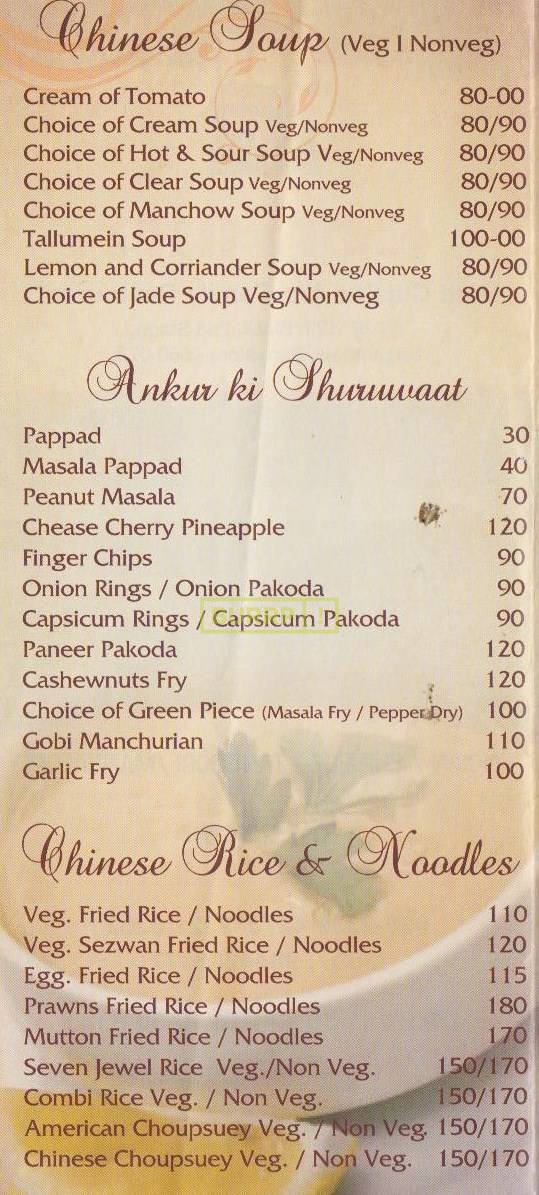 Chinese Soup (Veg I Nonveg)
Cream of Tomato 80-00
Choice of Cream Soup Veg/Nonveg 80/90
Choice of Hot & Sour Soup Veg/Nonveg 80/90
Choice of Clear Soup Veg/Nonveg 80/90
Choice of Manchow Soup Veg/Nonveg 80/90
Tallumein Soup 100-00
Lemon and Corriander Soup Veg/Nonveg 80/90
Choice of Jade Soup Veg/Nonveg 80/90
Ankur ki Shuruwaat
Pappad 30
Masala Pappad 40
Peanut Masala 70
Chease Cherry Pineapple 120
Finger Chips 90
Onion Rings / Onion Pakoda 90
Capsicum Rings / Capsicum Pakoda 90
Paneer Pakoda 120
Cashewnuts Fry 120
Choice of Green Piece (Masala Fry / Pepper Dry) 100
Gobi Manchurian 110
Garlic Fry 100
Chinese Rice & Noodles
Veg. Fried Rice / Noodles 110
Veg. Sezwan Fried Rice / Noodles 120
Egg. Fried Rice / Noodles 115
Prawns Fried Rice / Noodles 180
Mutton Fried Rice / Noodles 170
Seven Jewel Rice Veg./Non Veg. 150/170
Combi Rice Veg. / Non Veg. 150/170
American Choupsuey Veg. / Non Veg. 150/170
Chinese Choupsuey Veg. / Non Veg. 150/170